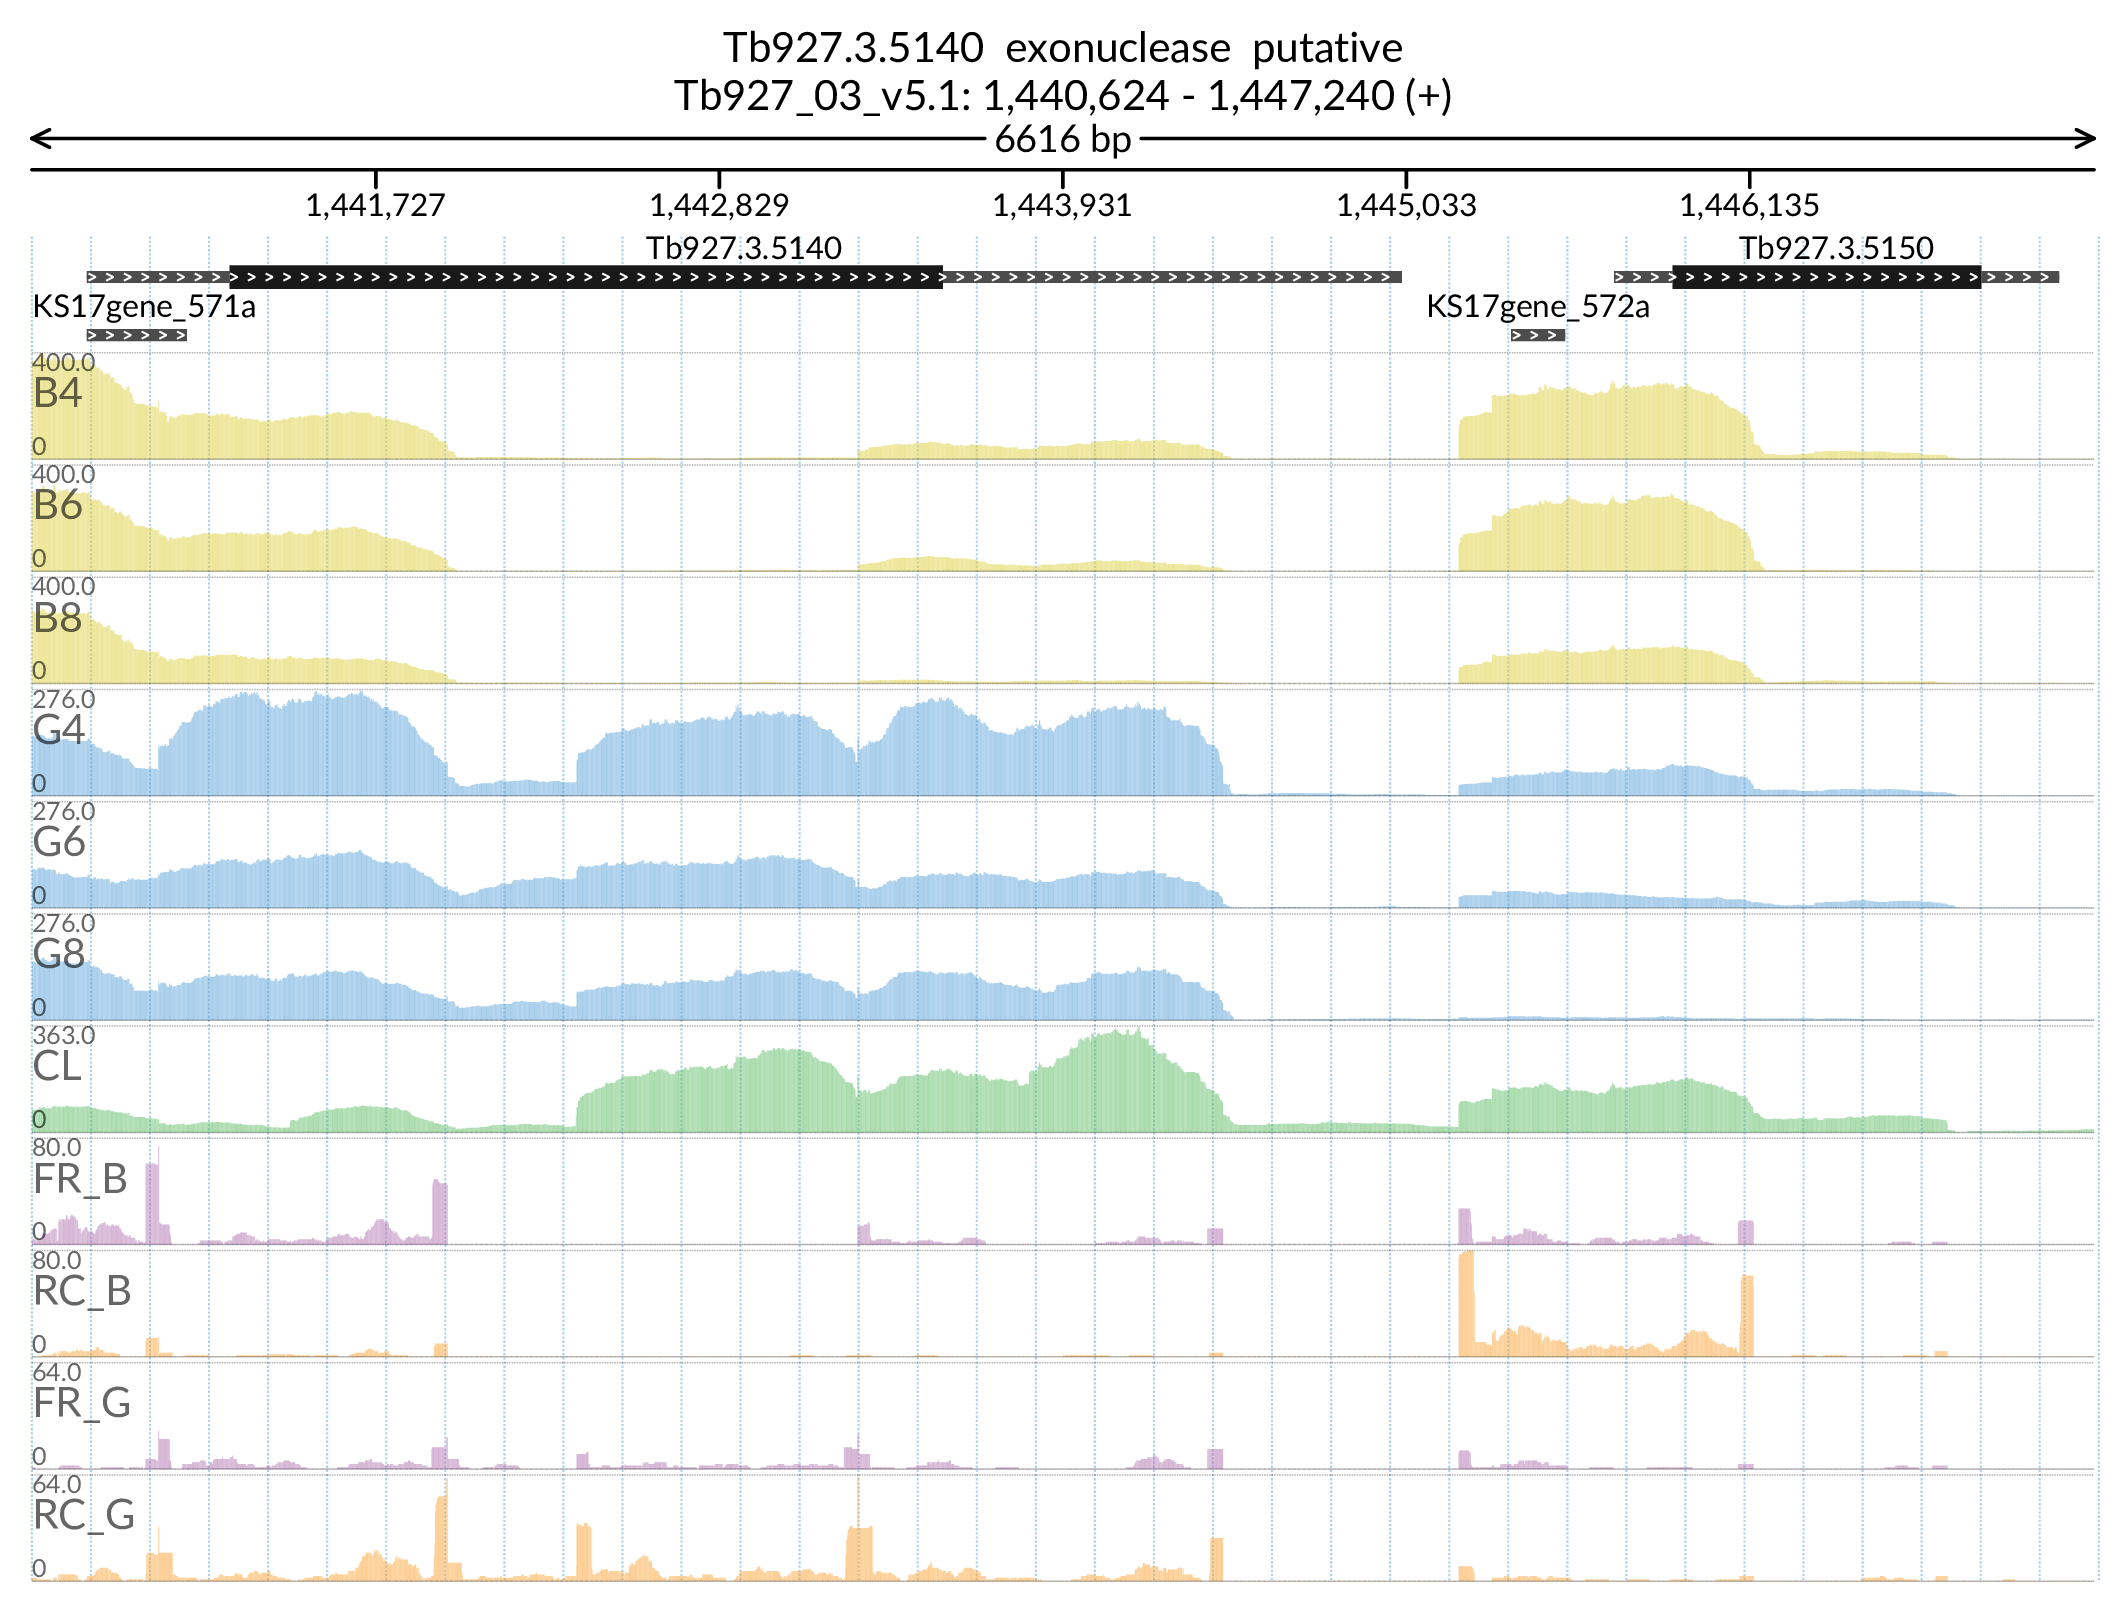 Tb927.3.5140 exonuclease putative
Tb927_03_v5.1: 1,440,624 - 1,447,240 (+)
6616 bp
1,441,727 1,442,829 1,443,931 1,445,033 1,446,135
Tb927.3.5140 Tb927.3.5150
KS17gene_571a KS17gene_572a
400.0
B4
0
400.0
B6
0
400.0
B8
0
276.0
G4
0
276.0
G6
0
276.0
G8
0
363.0
CL
0
80.0
FR_B
0
80.0
RC_B
0
64.0
FR_G
0
64.0
RC_G
0